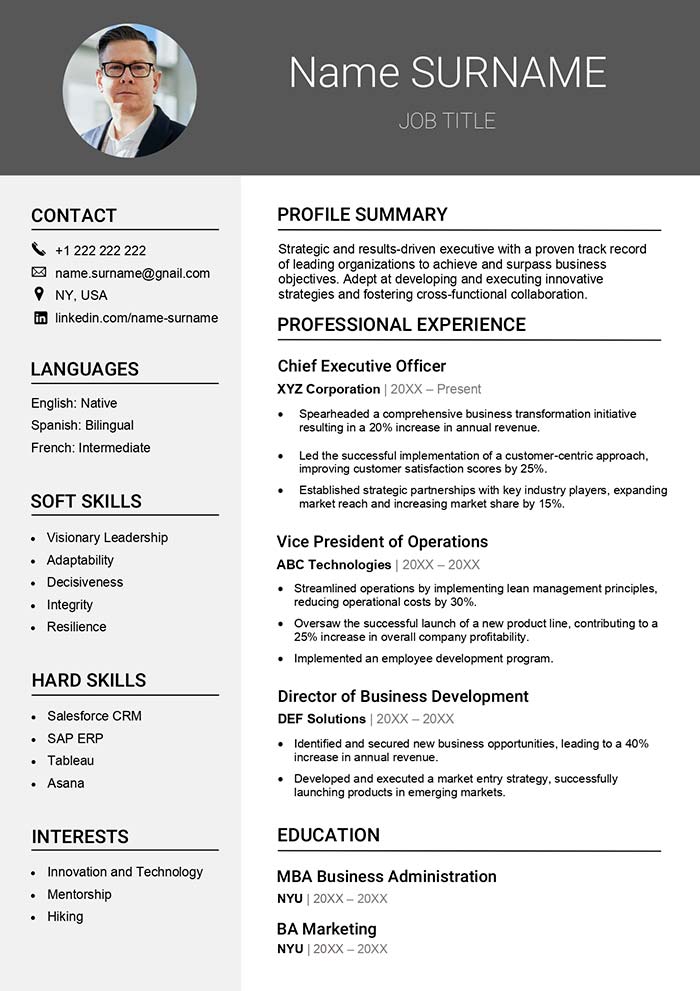 Name SURNAME
JOB TITLE
CONTACT
+1 222 222 222
name.surname@gnail.com
NY, USA
linkedin.com/name-surname
LANGUAGES
English: Native
Spanish: Bilingual
French: Intermediate
SOFT SKILLS
• Visionary Leadership
• Adaptability
• Decisiveness
• Integrity
• Resilience
HARD SKILLS
• Salesforce CRM
• SAP ERP
• Tableau
• Asana
INTERESTS
• Innovation and Technology
• Mentorship
• Hiking
PROFILE SUMMARY
Strategic and results-driven executive with a proven track record
of leading organizations to achieve and surpass business
objectives. Adept at developing and executing innovative
strategies and fostering cross-functional collaboration.
PROFESSIONAL EXPERIENCE
Chief Executive Officer
XYZ Corporation | 20XX – Present
• Spearheaded a comprehensive business transformation initiative
resulting in a 20% increase in annual revenue.
• Led the successful implementation of a customer-centric approach,
improving customer satisfaction scores by 25%.
• Established strategic partnerships with key industry players, expanding
market reach and increasing market share by 15%.
Vice President of Operations
ABC Technologies | 20XX – 20XX
• Streamlined operations by implementing lean management principles,
reducing operational costs by 30%.
• Oversaw the successful launch of a new product line, contributing to a
25% increase in overall company profitability.
• Implemented an employee development program.
Director of Business Development
DEF Solutions | 20XX – 20XX
• Identified and secured new business opportunities, leading to a 40%
increase in annual revenue.
• Developed and executed a market entry strategy, successfully
launching products in emerging markets.
EDUCATION
MBA Business Administration
NYU | 20XX – 20XX
BA Marketing
NYU | 20XX – 20XX